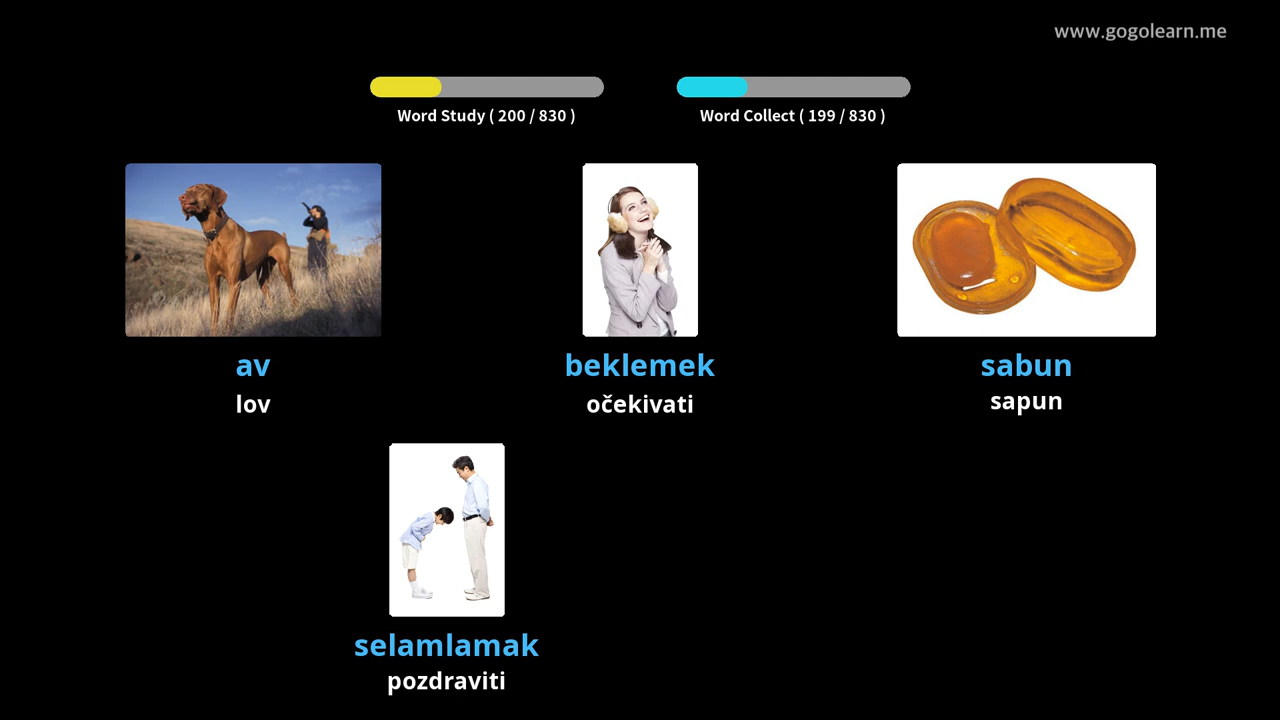 www.gogolearn.me
Word Study ( 200 / 830 )
Word Collect ( 199 / 830 )
av
lov
beklemek
očekivati
sabun
sapun
selamlamak
pozdraviti